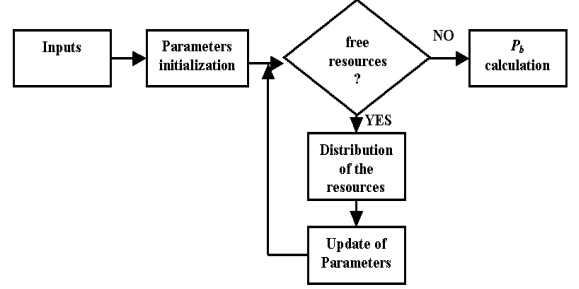 Inputs
Parameters
initialization
free
resources
?
NO
P_b
calculation
YES
Distribution
of the
resources
Update of
Parameters